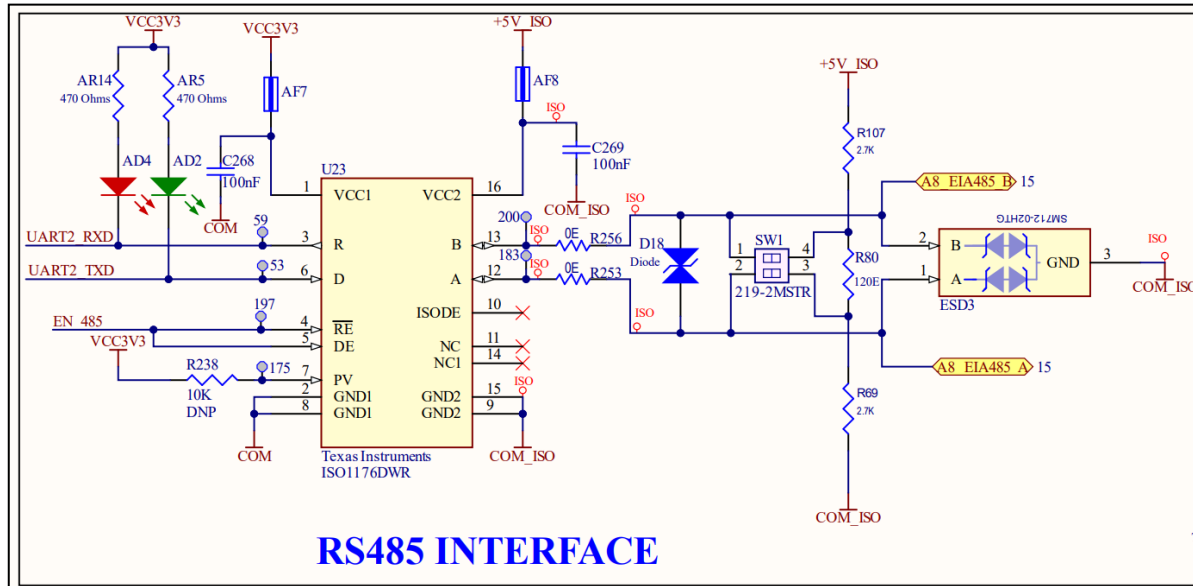 VCC3V3
AR14
470 Ohms
AR5
470 Ohms
AD4
AD2
VCC3V3
AF7
C268
100nF
COM
+5V_ISO
AF8
ISO
C269
100nF
COM_ISO
U23
1 VCC1 VCC2 16
UART2_RXD 59 3 R B 13 200 ISO 0E R256 ISO
UART2_TXD 53 6 D A 12 183 ISO 0E R253 ISO
ISODE 10
EN_485 197 4 RE
5 DE NC 11
NC1 14
VCC3V3 R238 175 7 PV
10K
DNP
2 GND1 GND2 15 ISO
8 GND1 GND2 9
COM
COM_ISO
Texas Instruments
ISO1176DWR
D18
Diode
SW1
1 4
2 3
219-2MSTR
+5V_ISO
R107
2.7K
R80
120E
R69
2.7K
COM_ISO
A8_EIA485_B 15
SM712-02HTG
2 B
1 A
GND 3
ISO
COM_ISO
ESD3
A8_EIA485_A 15
RS485 INTERFACE